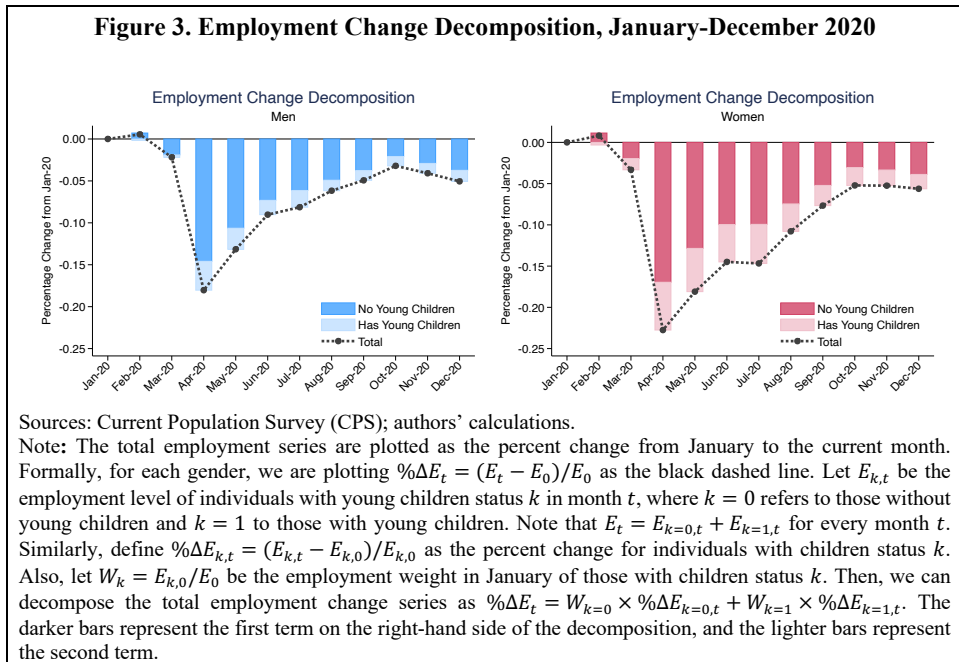 Figure 3. Employment Change Decomposition, January-December 2020
Employment Change Decomposition
Men
Percentage Change from Jan-20
0.00
-0.05
-0.10
-0.15
-0.20
-0.25
No Young Children
Has Young Children
Total
Jan-20
Feb-20
Mar-20
Apr-20
May-20
Jun-20
Jul-20
Aug-20
Sep-20
Oct-20
Nov-20
Dec-20
Employment Change Decomposition
Women
Percentage Change from Jan-20
0.00
-0.05
-0.10
-0.15
-0.20
-0.25
No Young Children
Has Young Children
Total
Jan-20
Feb-20
Mar-20
Apr-20
May-20
Jun-20
Jul-20
Aug-20
Sep-20
Oct-20
Nov-20
Dec-20
Sources: Current Population Survey (CPS); authors’ calculations.
Note: The total employment series are plotted as the percent change from January to the current month.
Formally, for each gender, we are plotting %ΔE_t = (E_t − E_0)/E_0 as the black dashed line. Let E_{k,t} be the
employment level of individuals with young children status k in month t, where k = 0 refers to those without
young children and k = 1 to those with young children. Note that E_t = E_{k=0,t} + E_{k=1,t} for every month t.
Similarly, define %ΔE_{k,t} = (E_{k,t} − E_{k,0})/E_{k,0} as the percent change for individuals with children status k.
Also, let W_k = E_{k,0}/E_0 be the employment weight in January of those with children status k. Then, we can
decompose the total employment change series as %ΔE_t = W_{k=0} × %ΔE_{k=0,t} + W_{k=1} × %ΔE_{k=1,t}. The
darker bars represent the first term on the right-hand side of the decomposition, and the lighter bars represent
the second term.